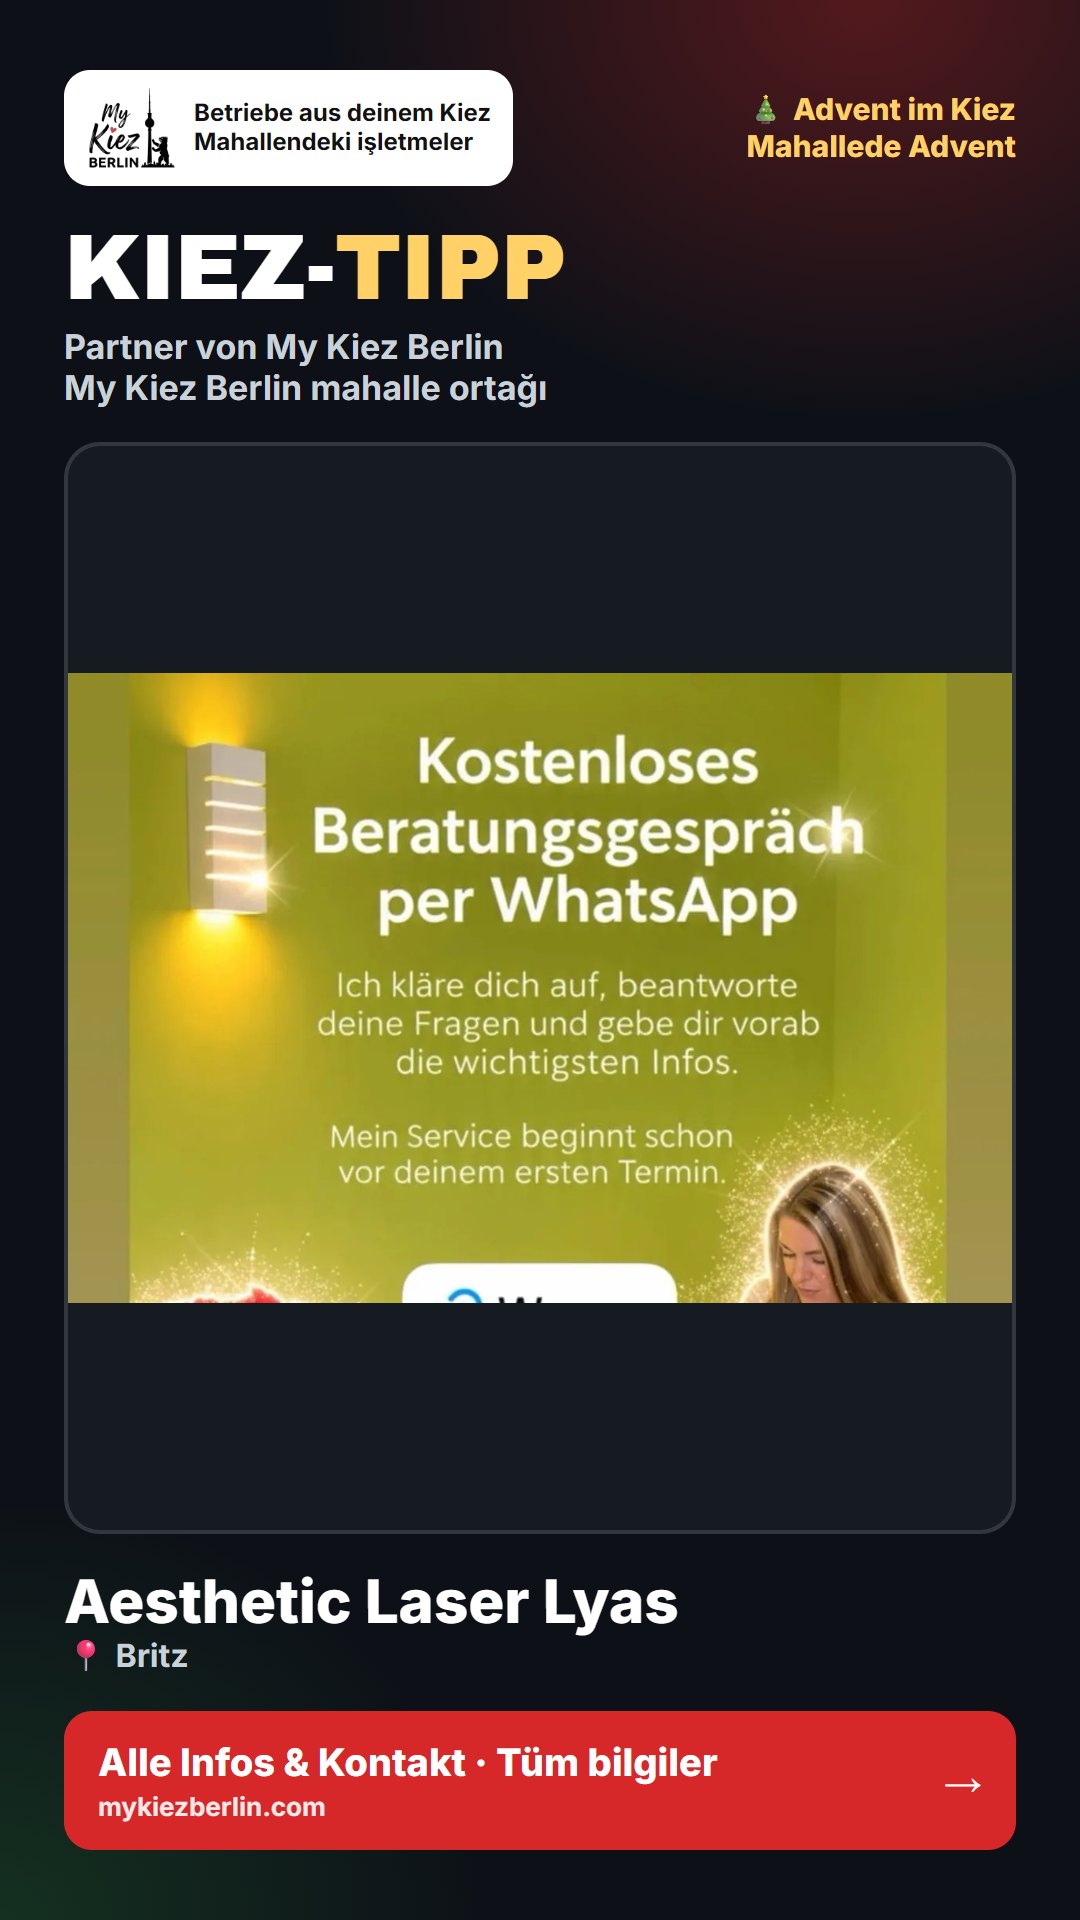 My
Kiez
BERLIN
Betriebe aus deinem Kiez
Mahallendeki işletmeler
🎄 Advent im Kiez
Mahallede Advent
KIEZ-TIPP
Partner von My Kiez Berlin
My Kiez Berlin mahalle ortağı
Kostenloses
Beratungsgespräch
per WhatsApp
Ich kläre dich auf, beantworte
deine Fragen und gebe dir vorab
die wichtigsten Infos.
Mein Service beginnt schon
vor deinem ersten Termin.
Aesthetic Laser Lyas
📍 Britz
Alle Infos & Kontakt · Tüm bilgiler
mykiezberlin.com
→